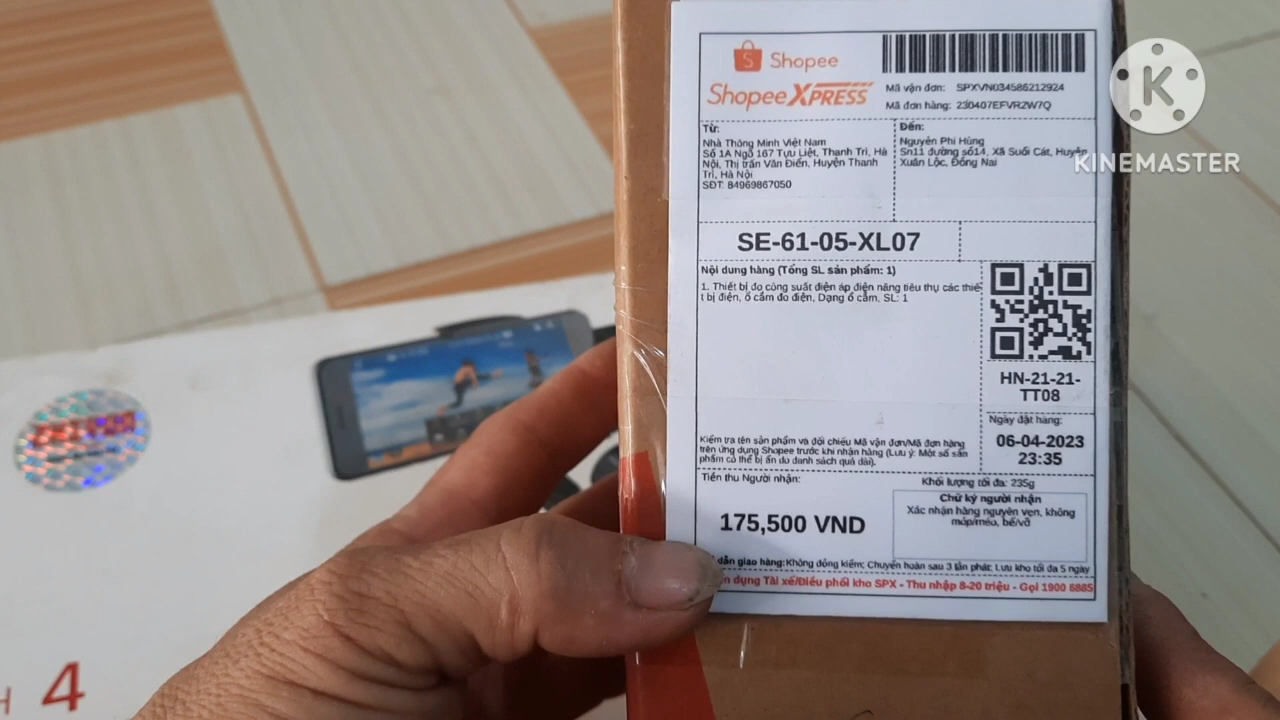 Shopee
Shopee XPRESS
Mã vận đơn: SPXVN034586212924
Mã đơn hàng: 230407EFVR2W7Q
Từ:
Nhà Thông Minh Việt Nam
Số 1A Ngõ 167 Tựu Liệt, Thanh Trì, Hà
Nội, Thị trấn Văn Điển, Huyện Thanh
Trì, Hà Nội
SĐT: 84969867050
Đến:
Nguyễn Phi Hùng
Sn11 đường số14, Xã Suối Cát, Huyện
Xuân Lộc, Đồng Nai
SE-61-05-XL07
Nội dung hàng (Tổng SL sản phẩm: 1)
1. Thiết bị đo công suất điện áp điện năng tiêu thụ các thiế
t bị điện, ổ cắm đo điện, Dạng ổ cắm, SL: 1
HN-21-21-
TT08
Ngày đặt hàng:
06-04-2023
23:35
Kiểm tra tên sản phẩm và đối chiếu Mã vận đơn/Mã đơn hàng
trên ứng dụng Shopee trước khi nhận hàng (Lưu ý: Một số sản
phẩm có thể bị ẩn do danh sách quá dài).
Tiền thu Người nhận:
175,500 VND
Khối lượng tối đa: 235g
Chữ ký người nhận
Xác nhận hàng nguyên vẹn, không
móp/méo, bể/vỡ
dẫn giao hàng: Không đồng kiểm; Chuyển hoàn sau 3 lần phát; Lưu kho tối đa 5 ngày
dụng Tài xế/Điều phối kho SPX - Thu nhập 8-20 triệu - Gọi 1900 6885
KINEMASTER
H 4